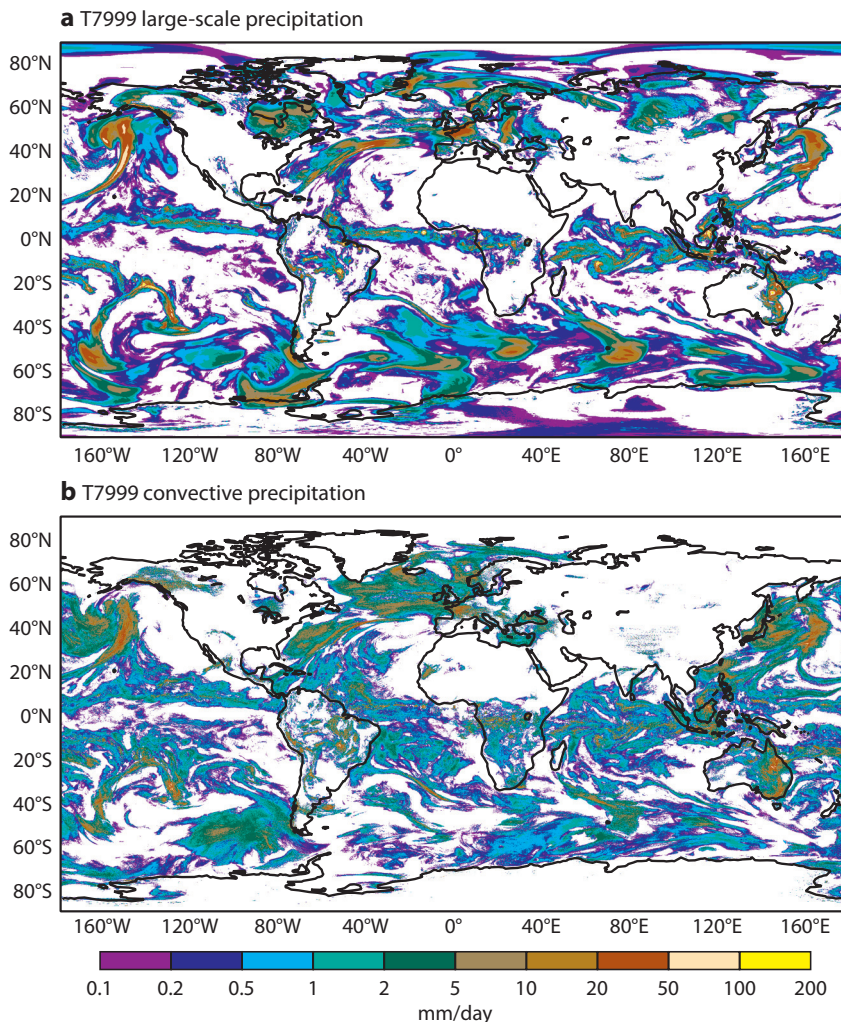 a T7999 large-scale precipitation
80°N
60°N
40°N
20°N
0°N
20°S
40°S
60°S
80°S
160°W 120°W 80°W 40°W 0° 40°E 80°E 120°E 160°E
b T7999 convective precipitation
80°N
60°N
40°N
20°N
0°N
20°S
40°S
60°S
80°S
160°W 120°W 80°W 40°W 0° 40°E 80°E 120°E 160°E
0.1 0.2 0.5 1 2 5 10 20 50 100 200
mm/day